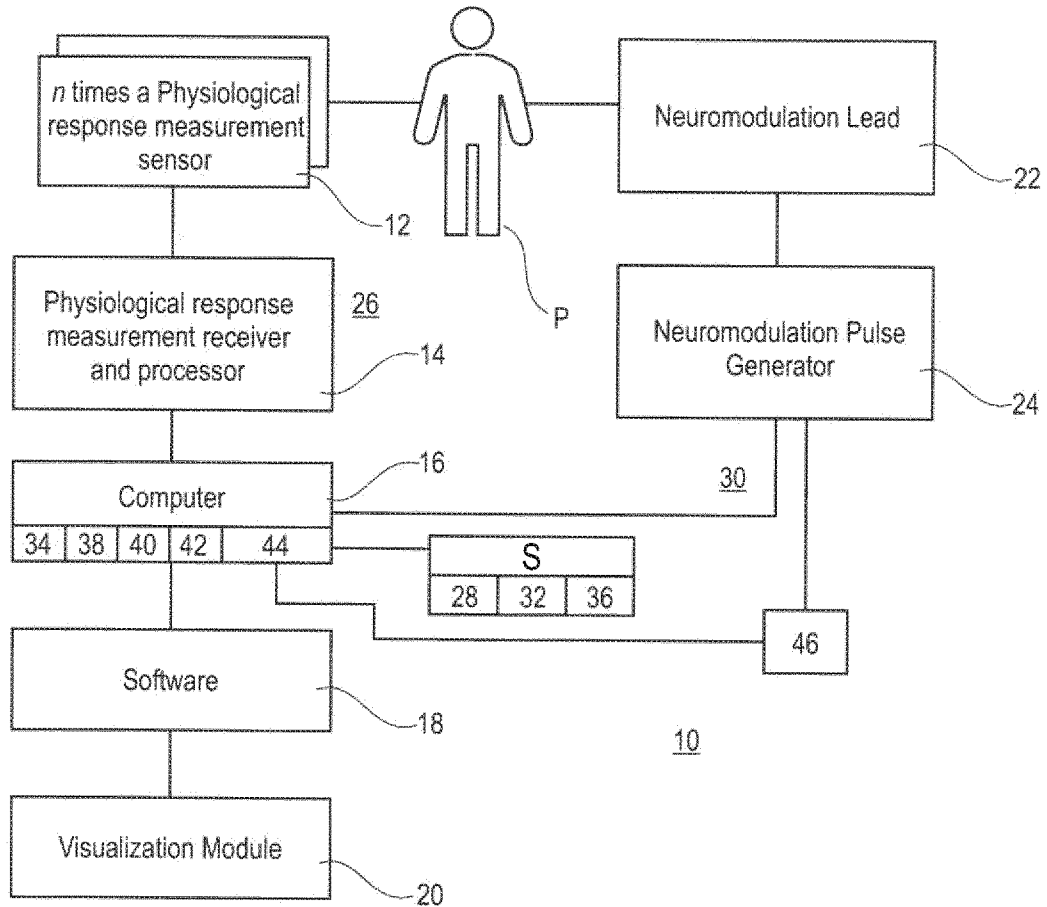 n times a Physiological
response measurement
sensor
12
P
Neuromodulation Lead
22
Physiological response
measurement receiver
and processor
14
26
Neuromodulation Pulse
Generator
24
Computer
16
30
34 38 40 42 44
S
28 32 36
46
Software
18
10
Visualization Module
20